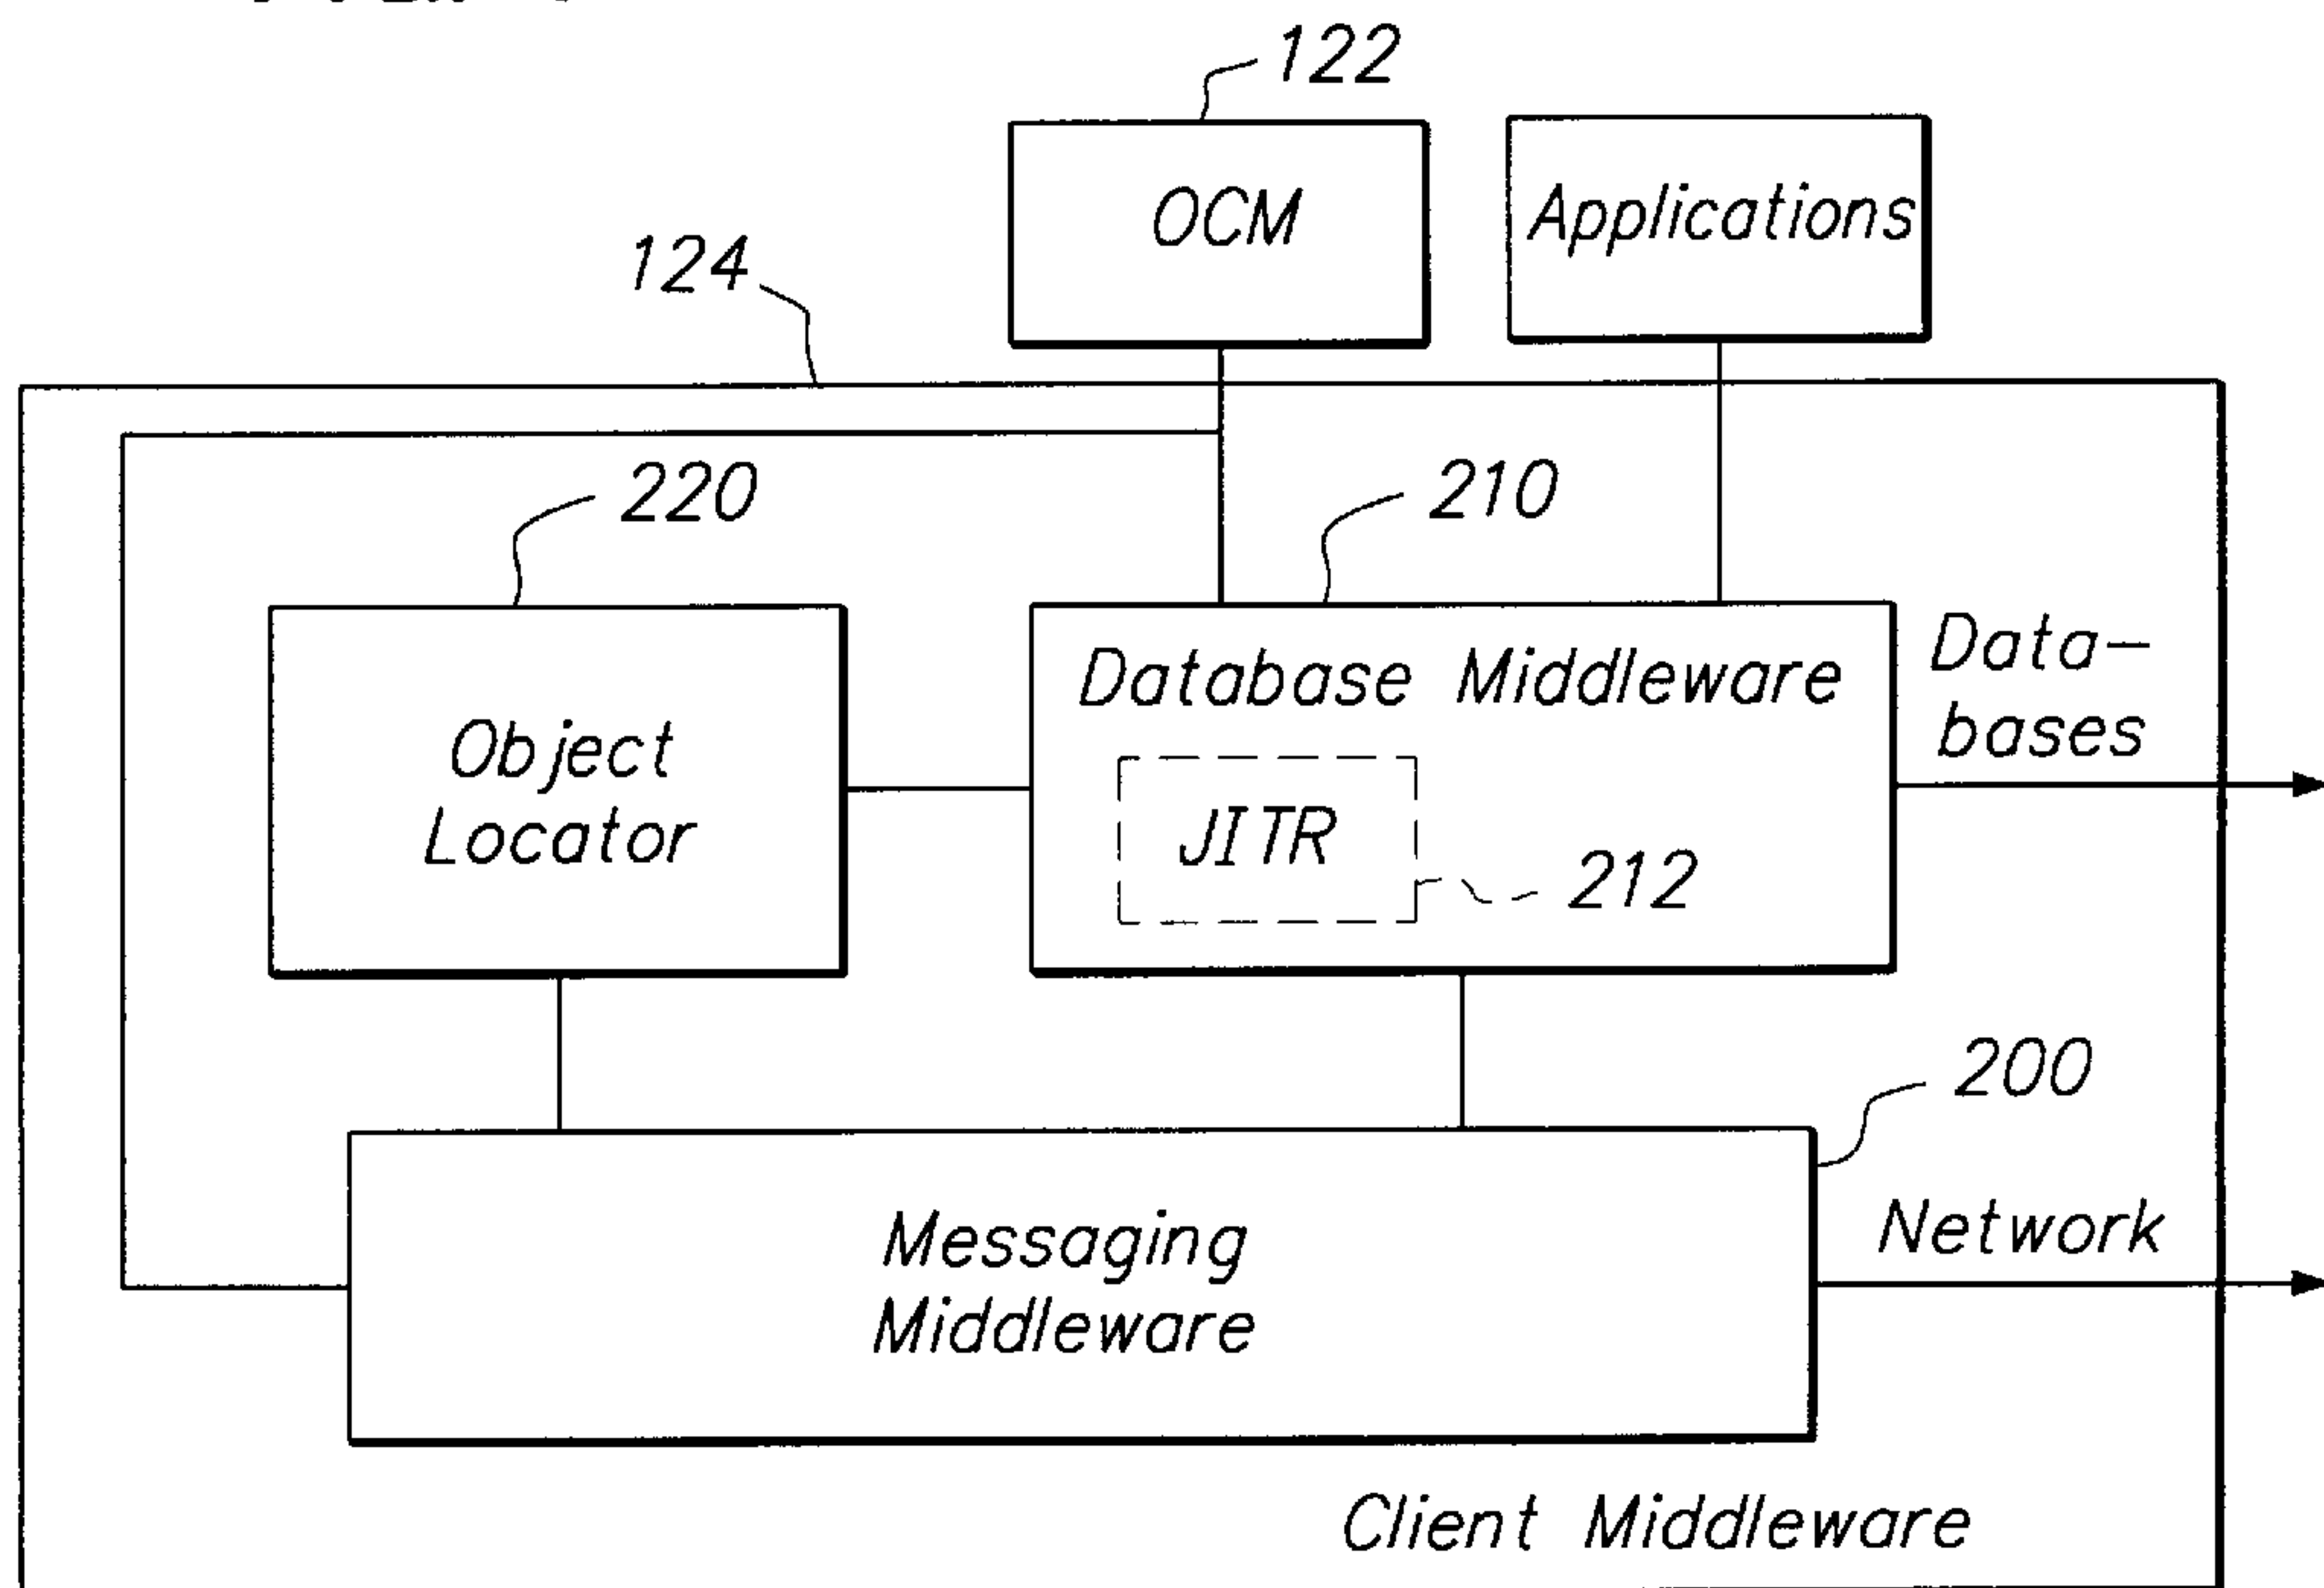 122
OCM
Applications
124
220
210
Database Middleware
Data-
bases
Object
Locator
JITR
212
200
Messaging
Middleware
Network
Client Middleware